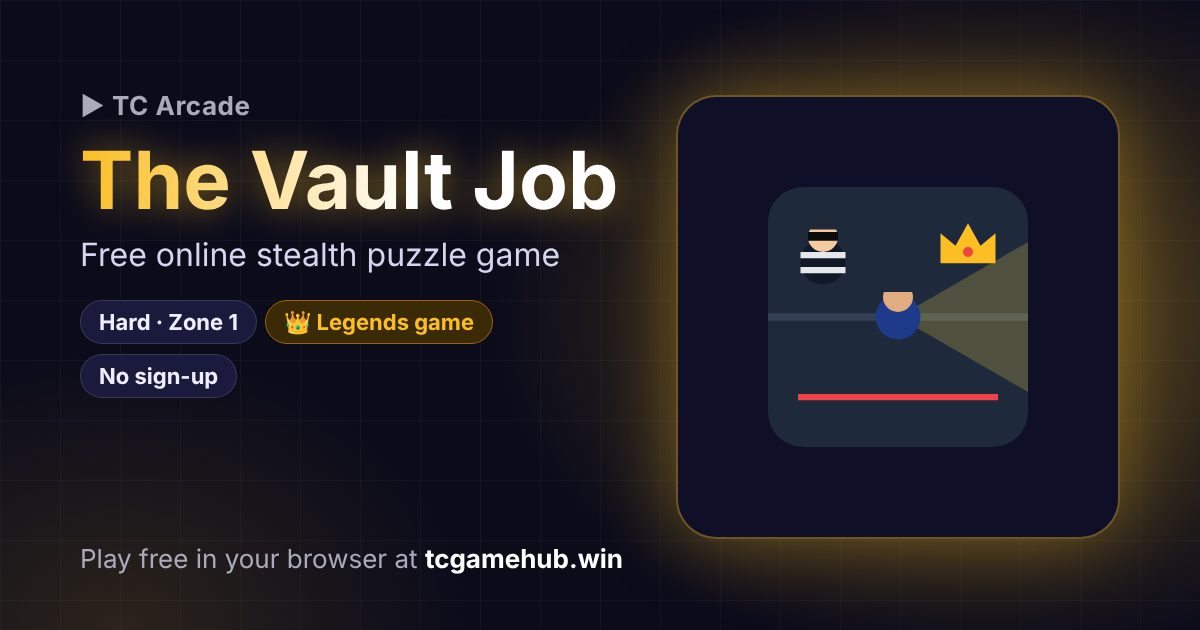 ▶ TC Arcade
The Vault Job
Free online stealth puzzle game
Hard · Zone 1
👑 Legends game
No sign-up
Play free in your browser at tcgamehub.win